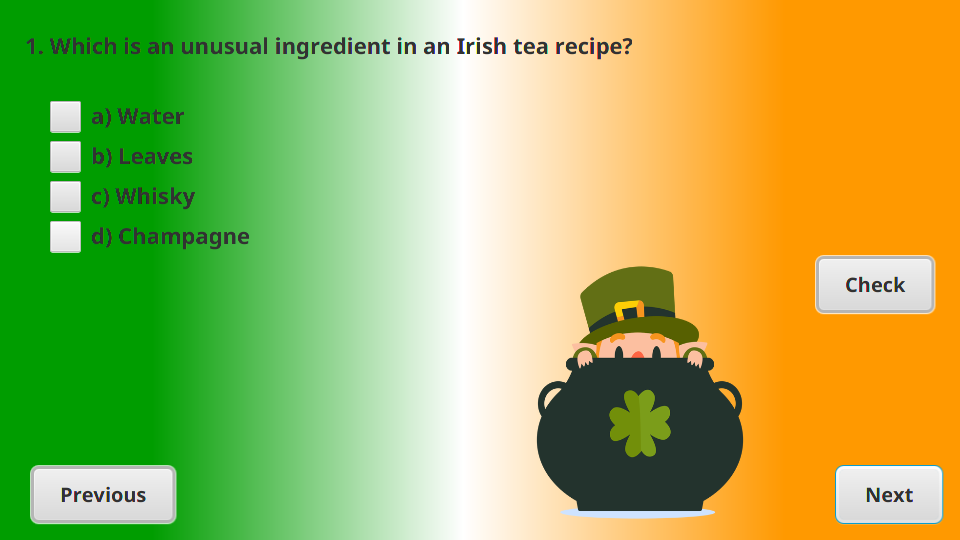 1. Which is an unusual ingredient in an Irish tea recipe?
a) Water
b) Leaves
c) Whisky
d) Champagne
Check
Previous
Next